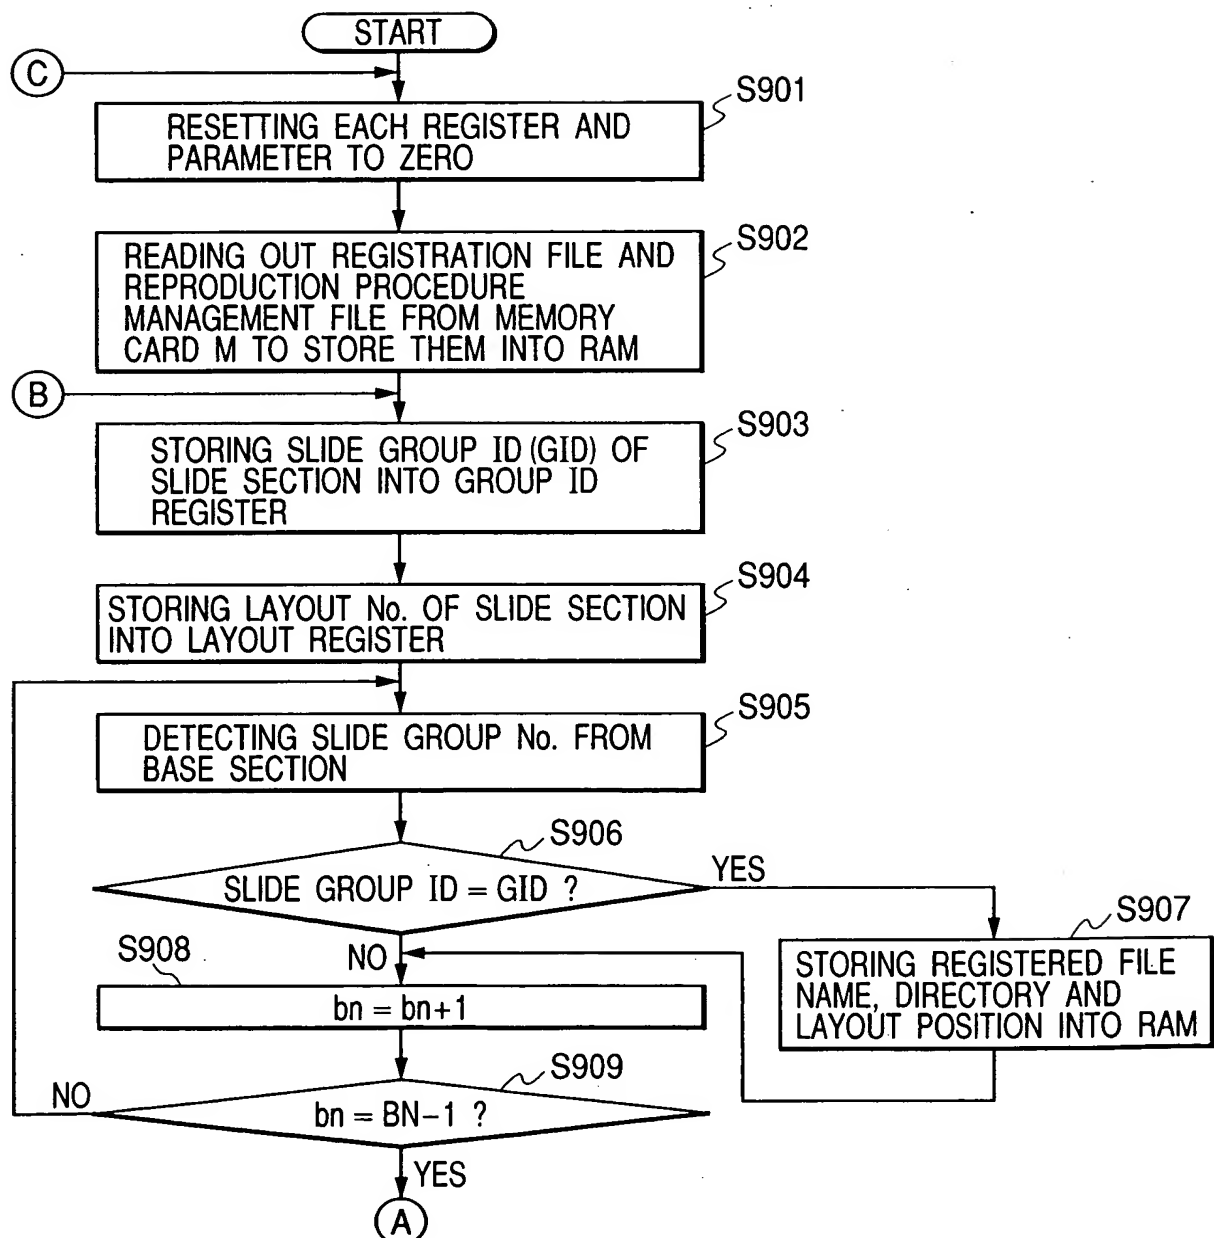 START
C
S901
RESETTING EACH REGISTER AND
PARAMETER TO ZERO
S902
READING OUT REGISTRATION FILE AND
REPRODUCTION PROCEDURE
MANAGEMENT FILE FROM MEMORY
CARD M TO STORE THEM INTO RAM
B
S903
STORING SLIDE GROUP ID (GID) OF
SLIDE SECTION INTO GROUP ID
REGISTER
S904
STORING LAYOUT No. OF SLIDE SECTION
INTO LAYOUT REGISTER
S905
DETECTING SLIDE GROUP No. FROM
BASE SECTION
S906
SLIDE GROUP ID = GID ?
YES
S907
STORING REGISTERED FILE
NAME, DIRECTORY AND
LAYOUT POSITION INTO RAM
NO
S908
bn = bn+1
S909
bn = BN-1 ?
NO
YES
A